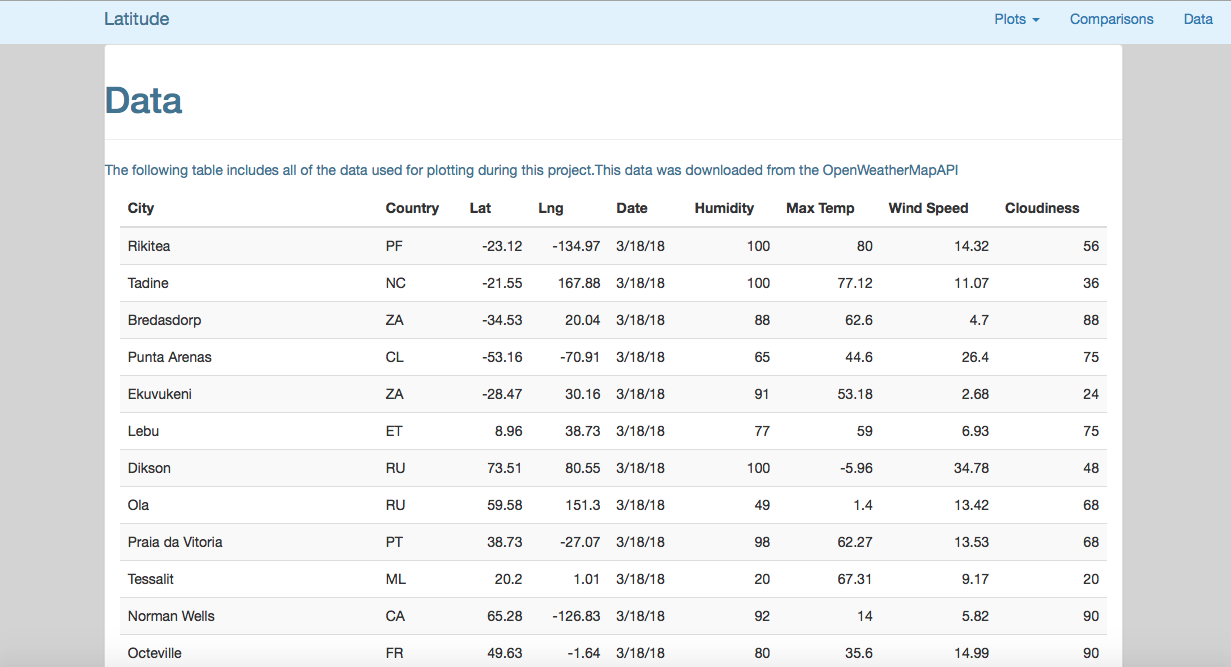 Latitude Plots Comparisons Data
Data
The following table includes all of the data used for plotting during this project.This data was downloaded from the OpenWeatherMapAPI
City Country Lat Lng Date Humidity Max Temp Wind Speed Cloudiness
Rikitea PF -23.12 -134.97 3/18/18 100 80 14.32 56
Tadine NC -21.55 167.88 3/18/18 100 77.12 11.07 36
Bredasdorp ZA -34.53 20.04 3/18/18 88 62.6 4.7 88
Punta Arenas CL -53.16 -70.91 3/18/18 65 44.6 26.4 75
Ekuvukeni ZA -28.47 30.16 3/18/18 91 53.18 2.68 24
Lebu ET 8.96 38.73 3/18/18 77 59 6.93 75
Dikson RU 73.51 80.55 3/18/18 100 -5.96 34.78 48
Ola RU 59.58 151.3 3/18/18 49 1.4 13.42 68
Praia da Vitoria PT 38.73 -27.07 3/18/18 98 62.27 13.53 68
Tessalit ML 20.2 1.01 3/18/18 20 67.31 9.17 20
Norman Wells CA 65.28 -126.83 3/18/18 92 14 5.82 90
Octeville FR 49.63 -1.64 3/18/18 80 35.6 14.99 90